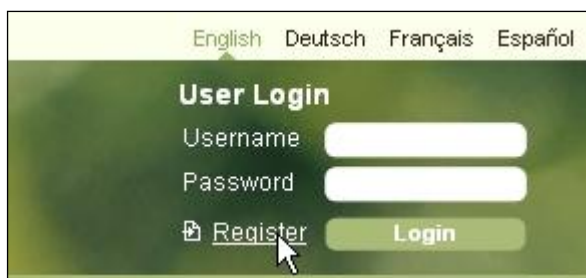 English Deutsch Français Español
User Login
Username
Password
Register Login